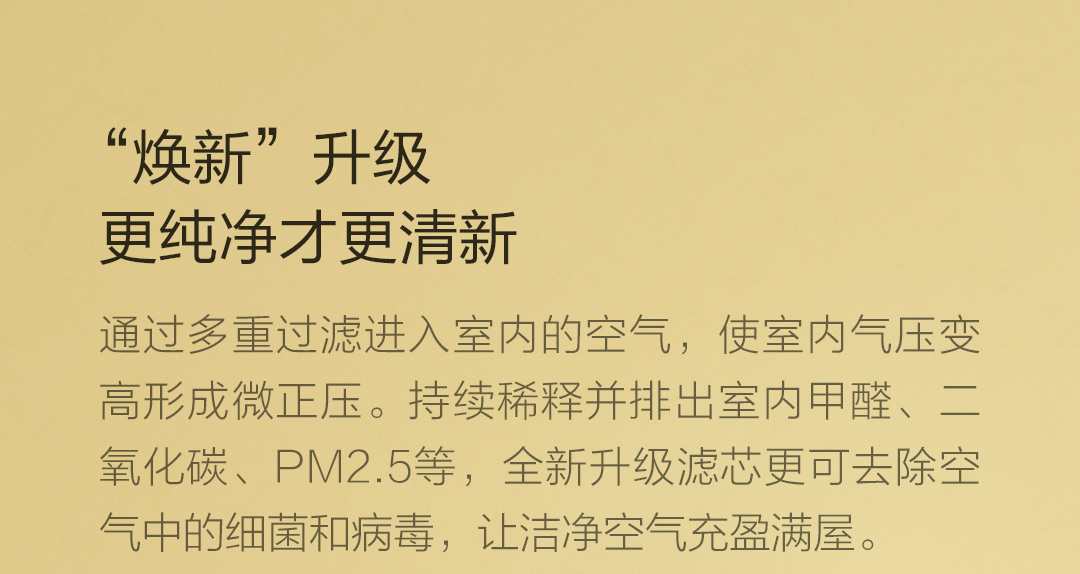 “焕新”升级
更纯净才更清新
通过多重过滤进入室内的空气，使室内气压变
高形成微正压。持续稀释并排出室内甲醛、二
氧化碳、PM2.5等，全新升级滤芯更可去除空
气中的细菌和病毒，让洁净空气充盈满屋。